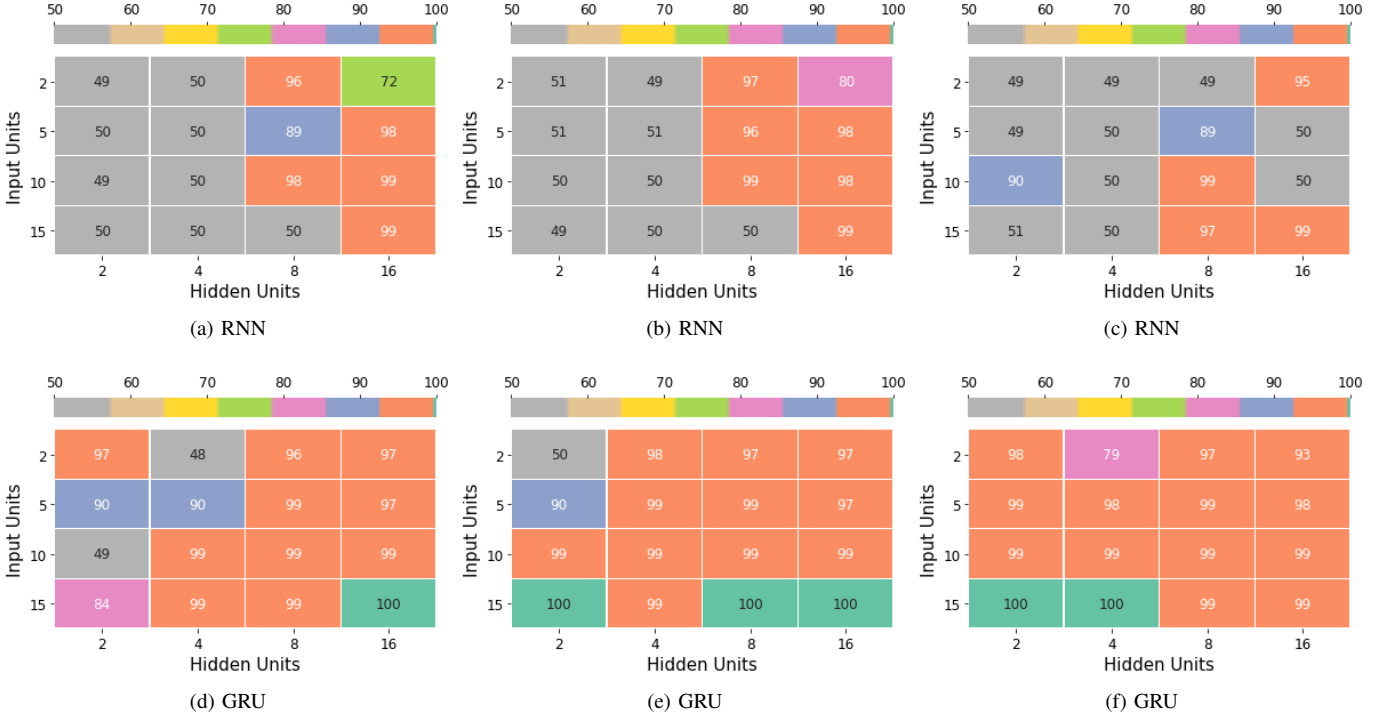 50 60 70 80 90 100
2 49 50 96 72
5 50 50 89 98
10 49 50 98 99
15 50 50 50 99
Input Units
2 4 8 16
Hidden Units
(a) RNN
50 60 70 80 90 100
2 51 49 97 80
5 51 51 96 98
10 50 50 99 98
15 49 50 50 99
Input Units
2 4 8 16
Hidden Units
(b) RNN
50 60 70 80 90 100
2 49 49 49 95
5 49 50 89 50
10 90 50 99 50
15 51 50 97 99
Input Units
2 4 8 16
Hidden Units
(c) RNN
50 60 70 80 90 100
2 97 48 96 97
5 90 90 99 97
10 49 99 99 99
15 84 99 99 100
Input Units
2 4 8 16
Hidden Units
(d) GRU
50 60 70 80 90 100
2 50 98 97 97
5 90 99 99 97
10 99 99 99 99
15 100 99 100 100
Input Units
2 4 8 16
Hidden Units
(e) GRU
50 60 70 80 90 100
2 98 79 97 93
5 99 98 99 98
10 99 99 99 99
15 100 100 99 99
Input Units
2 4 8 16
Hidden Units
(f) GRU